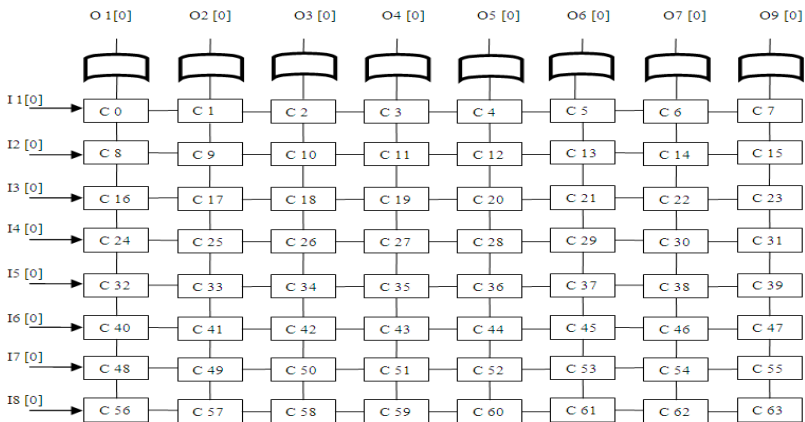 O 1[0] O2 [0] O3 [0] O4 [0] O5 [0] O6 [0] O7 [0] O9 [0]
I 1[0] C 0 C 1 C 2 C 3 C 4 C 5 C 6 C 7
I2 [0] C 8 C 9 C 10 C 11 C 12 C 13 C 14 C 15
I3 [0] C 16 C 17 C 18 C 19 C 20 C 21 C 22 C 23
I4 [0] C 24 C 25 C 26 C 27 C 28 C 29 C 30 C 31
I5 [0] C 32 C 33 C 34 C 35 C 36 C 37 C 38 C 39
I6 [0] C 40 C 41 C 42 C 43 C 44 C 45 C 46 C 47
I7 [0] C 48 C 49 C 50 C 51 C 52 C 53 C 54 C 55
I8 [0] C 56 C 57 C 58 C 59 C 60 C 61 C 62 C 63